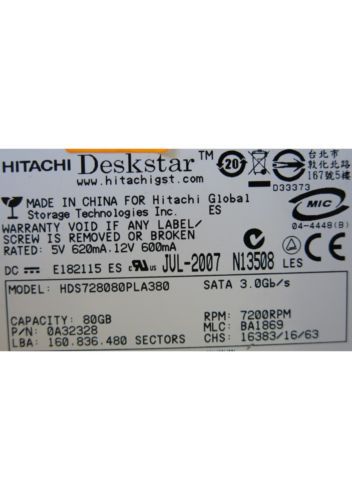 HITACHI Deskstar™ 20 台北市
www.hitachigst.com 敦化北路
167號5樓
D33373
MADE IN CHINA FOR Hitachi Global
Storage Technologies Inc. ES
MIC
WARRANTY VOID IF ANY LABEL/
04-4448(B)
SCREW IS REMOVED OR BROKEN
RATED: 5V 620mA.12V 600mA
N13508 LES
DC E182115 ES c UL us JUL-2007
MODEL: HDS728080PLA380 SATA 3.0Gb/s
CAPACITY: 80GB RPM: 7200RPM
P/N: 0A32328 MLC: BA1869
LBA: 160.836.480 SECTORS CHS: 16383/16/63